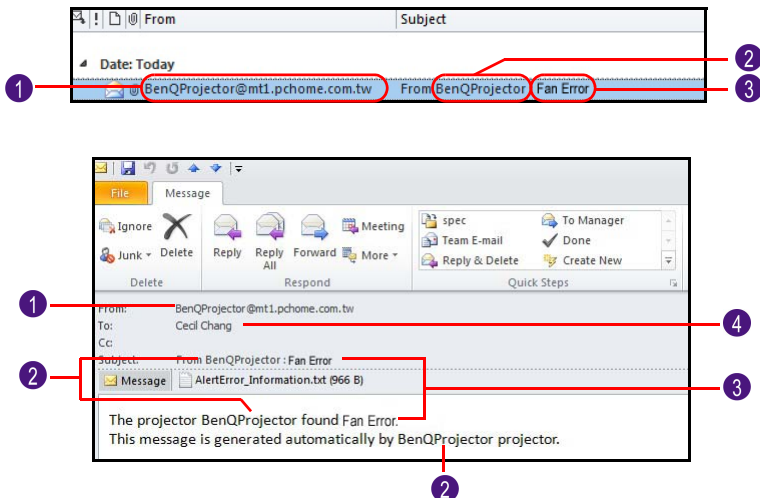 ! From Subject
Date: Today
1 BenQProjector@mt1.pchome.com.tw From BenQProjector Fan Error
2
3
File Message
Ignore
Junk
Delete
Reply
Reply All
Forward
Meeting
More
spec
Team E-mail
Reply & Delete
To Manager
Done
Create New
Delete Respond Quick Steps
1 From: BenQProjector@mt1.pchome.com.tw
To: Cecil Chang 4
Cc:
Subject: From BenQProjector : Fan Error
2 Message AlertError_Information.txt (966 B) 3
The projector BenQProjector found Fan Error.
This message is generated automatically by BenQProjector projector.
2